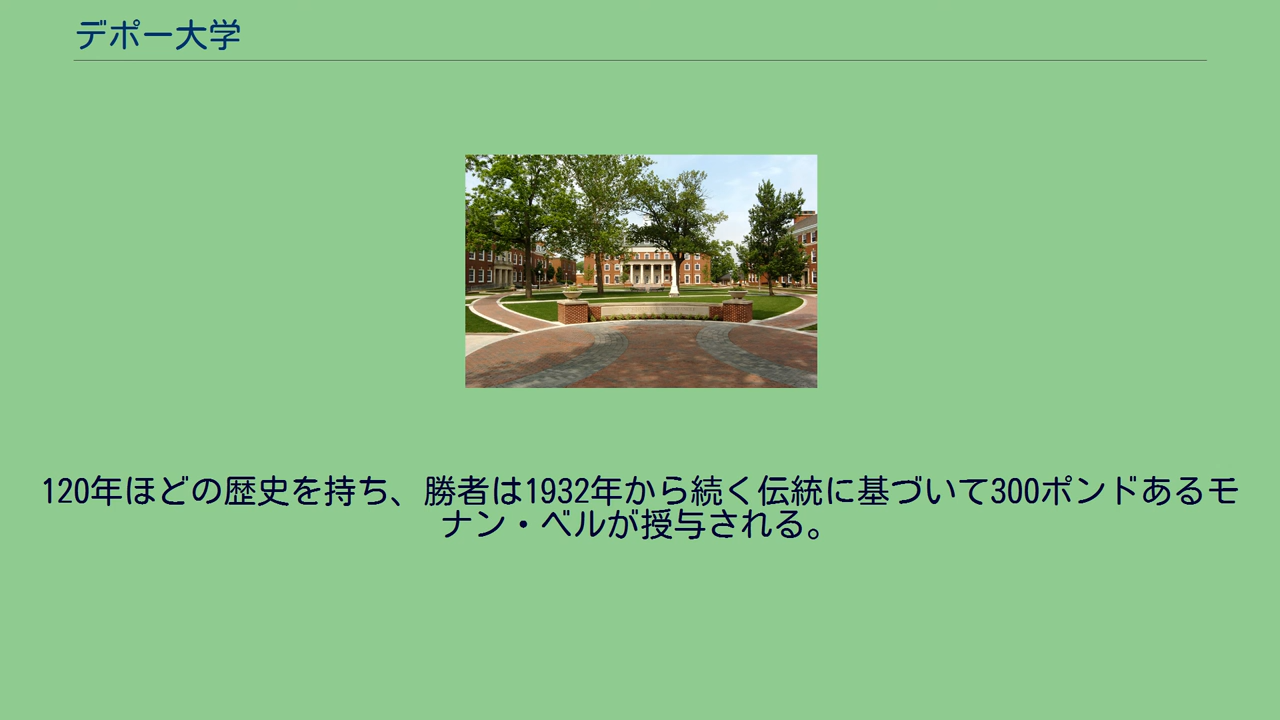 デポー大学
120年ほどの歴史を持ち、勝者は1932年から続く伝統に基づいて300ポンドあるモ
ナン・ベルが授与される。